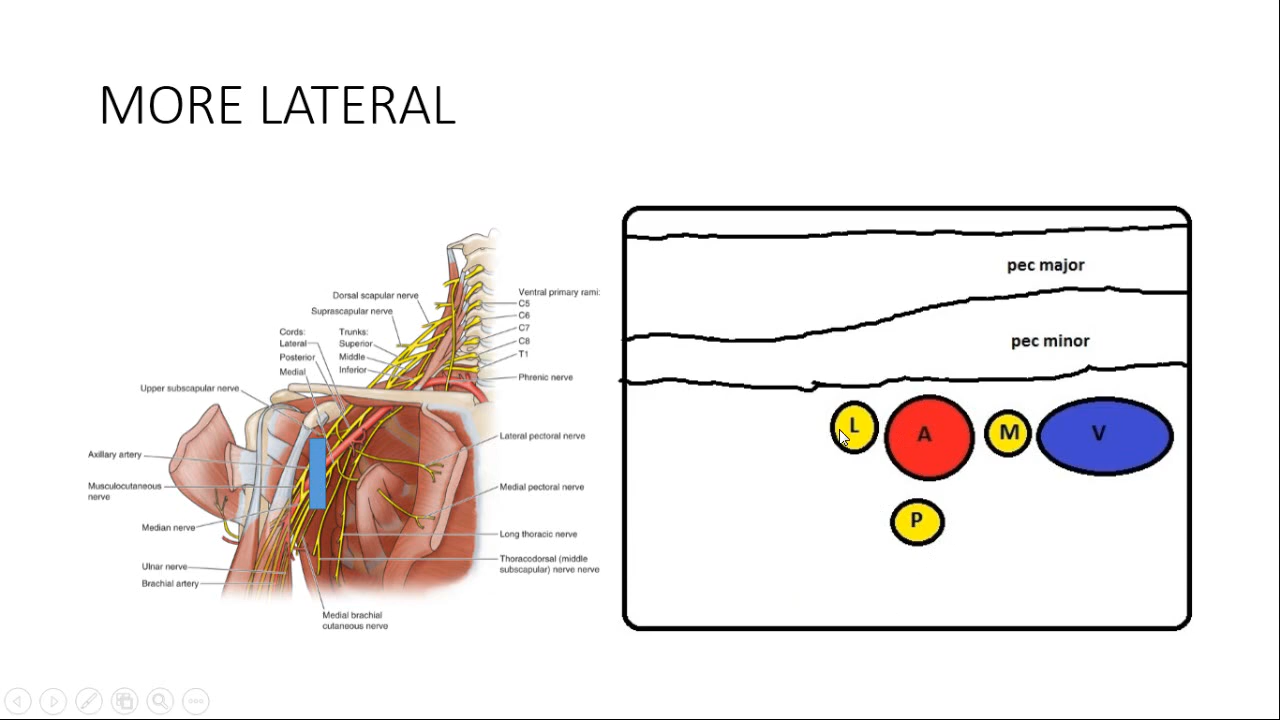 MORE LATERAL
Dorsal scapular nerve
Suprascapular nerve
Cords:
Lateral
Posterior
Medial
Trunks:
Superior
Middle
Inferior
Ventral primary rami:
C5
C6
C7
C8
T1
Phrenic nerve
Upper subscapular nerve
Axillary artery
Musculocutaneous
nerve
Median nerve
Ulnar nerve
Brachial artery
Lateral pectoral nerve
Medial pectoral nerve
Long thoracic nerve
Thoracodorsal (middle
subscapular) nerve nerve
Medial brachial
cutaneous nerve
pec major
pec minor
L
A
M
V
P